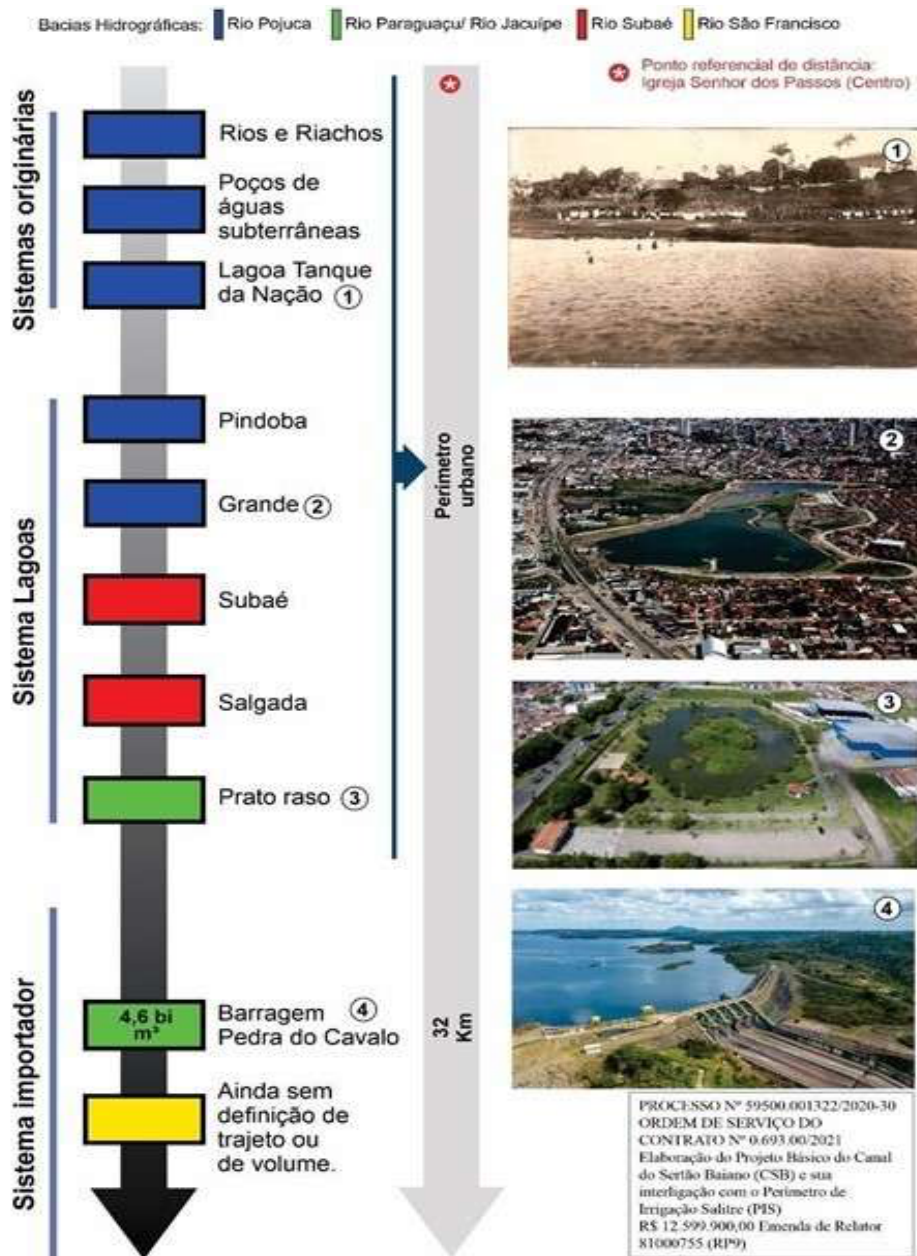 Bacias Hidrográficas: Rio Pojuca Rio Paraguaçu/ Rio Jacuípe Rio Subaé Rio São Francisco
Ponto referencial de distância:
Igreja Senhor dos Passos (Centro)
Sistemas originárias
Rios e Riachos
Poços de
águas
subterrâneas
Lagoa Tanque
da Nação 1
Sistema Lagoas
Pindoba
Grande 2
Subaé
Salgada
Prato raso 3
Sistema importador
4,6 bi
m³
Barragem 4
Pedra do Cavalo
Ainda sem
definição de
trajeto ou
de volume.
Perímetro
urbano
32
Km
1
2
3
4
PROCESSO Nº 59500.001322/2020-30
ORDEM DE SERVIÇO DO
CONTRATO Nº 0.693.00/2021
Elaboração do Projeto Básico do Canal
do Sertão Baiano (CSB) e sua
interligação com o Perímetro de
Irrigação Salitre (PIS)
R$ 12.599.900,00 Emenda de Relator
81000755 (RP9)